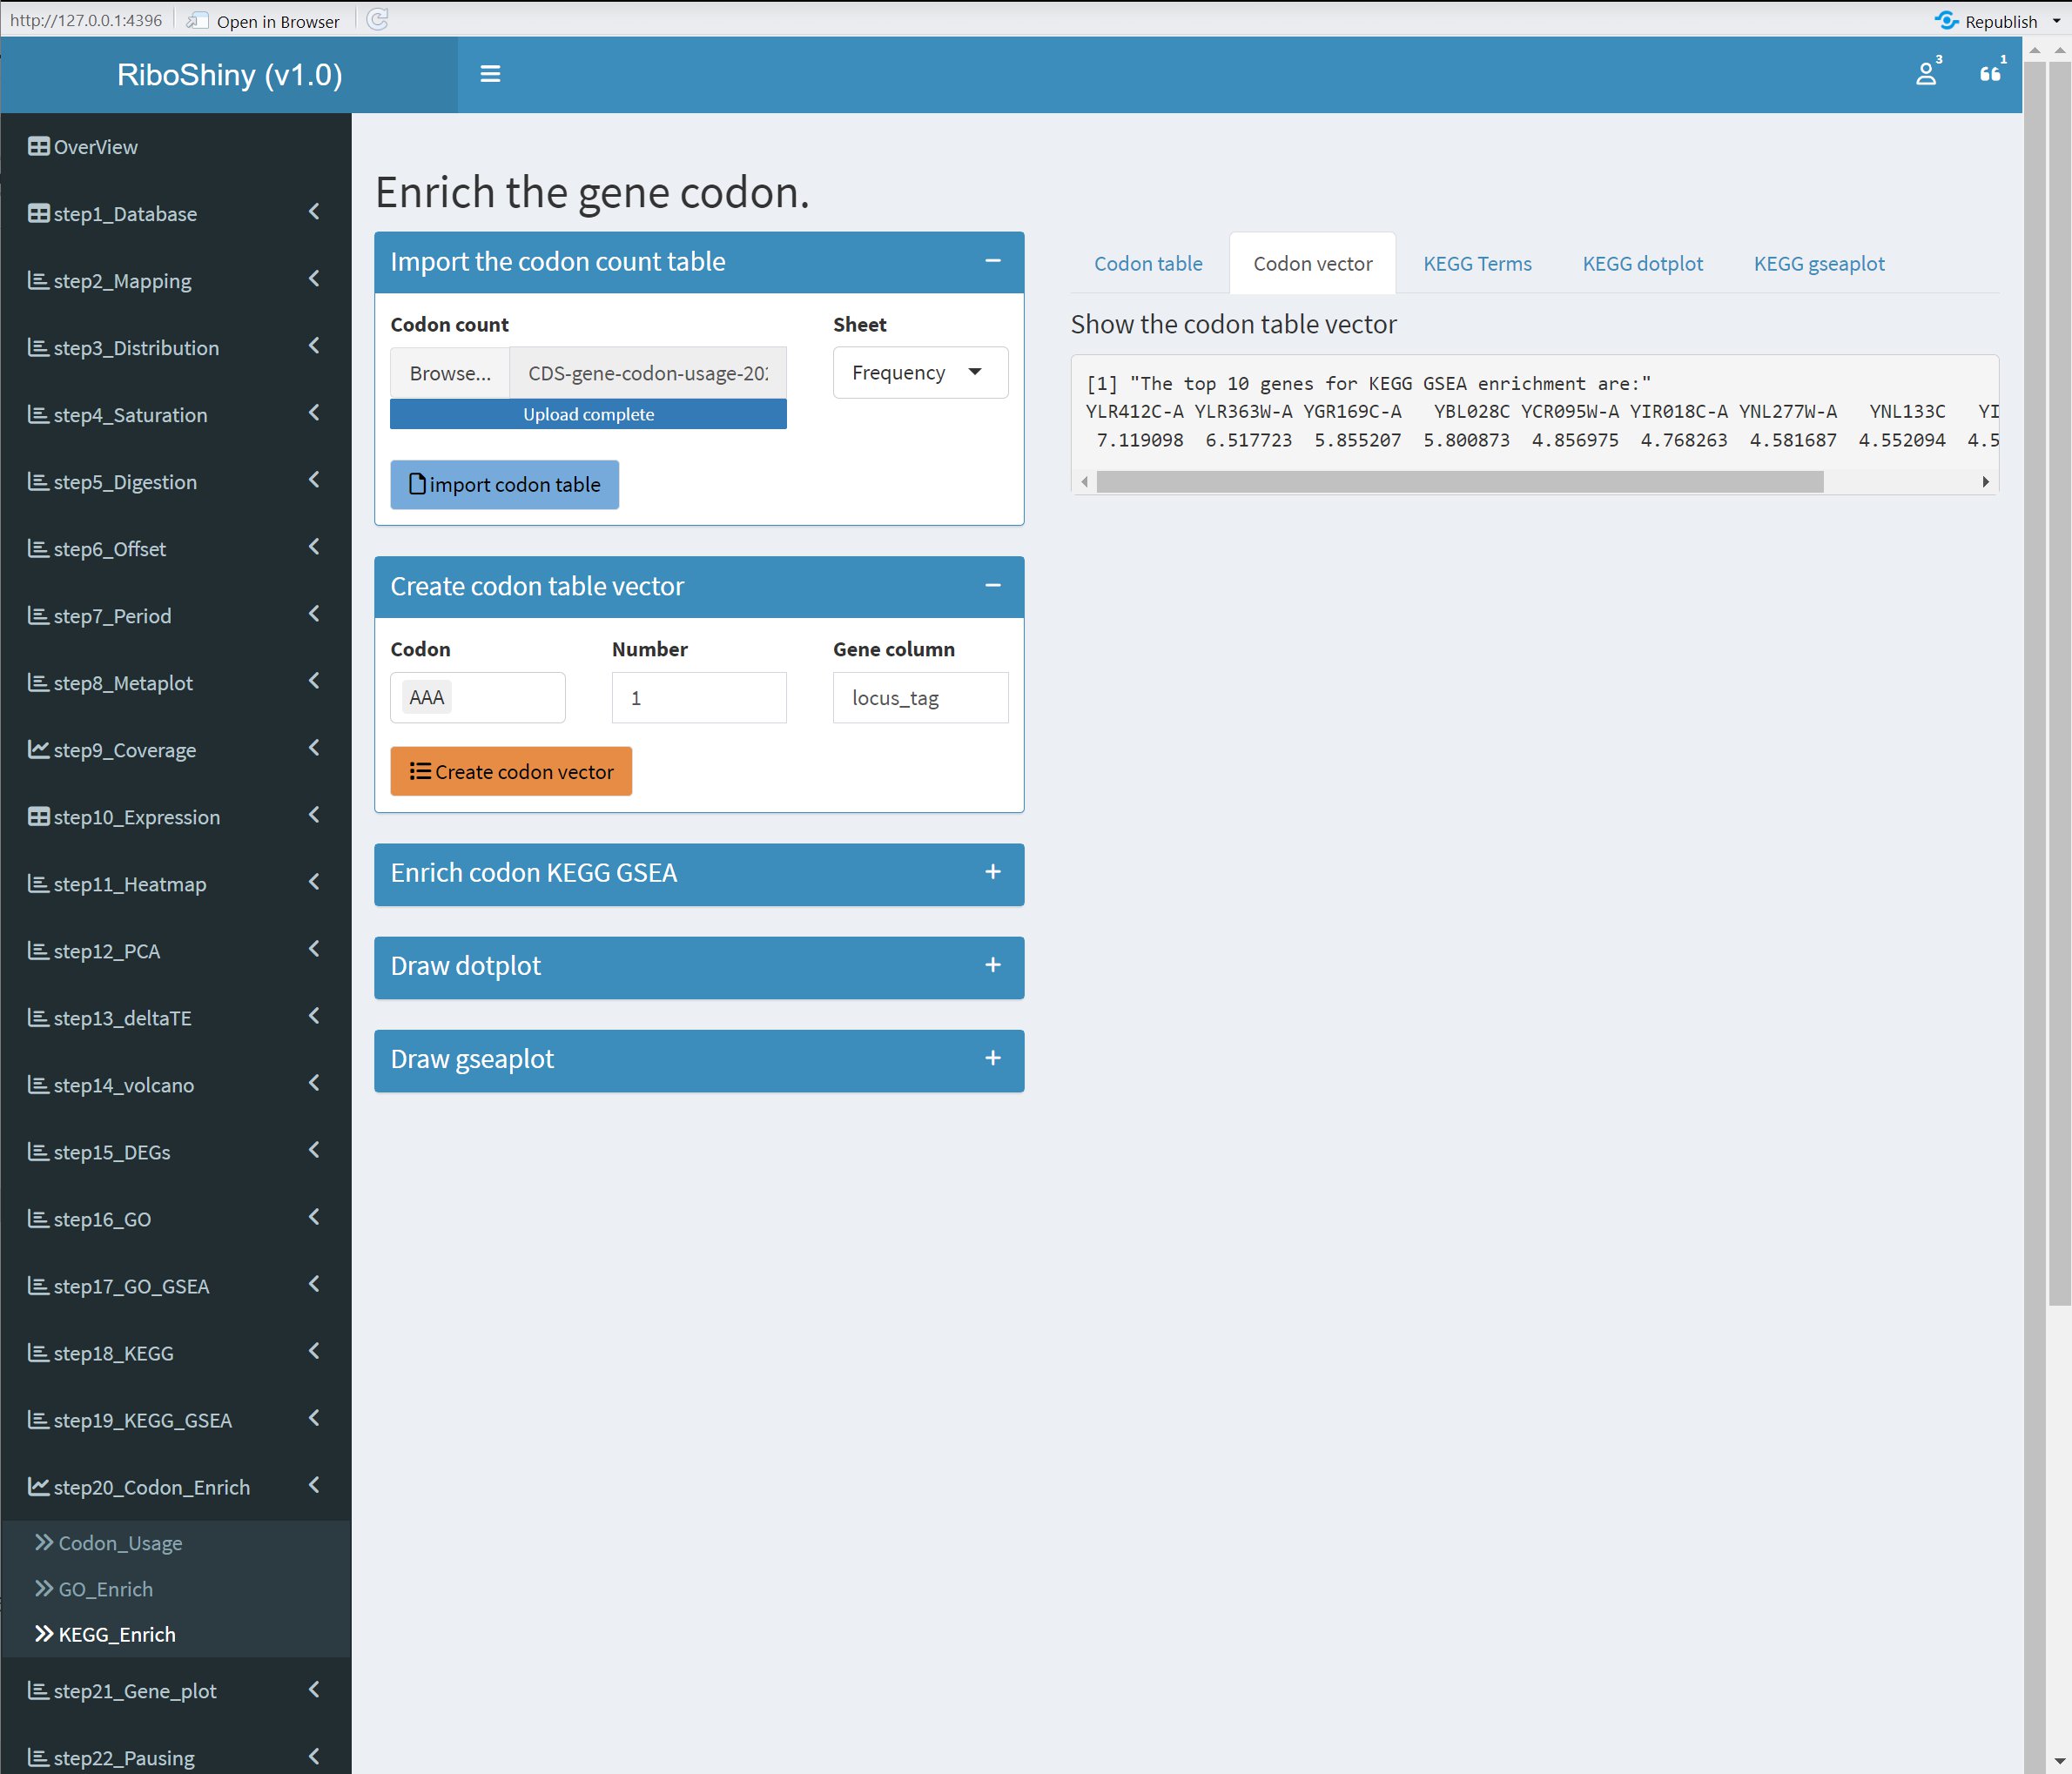 http://127.0.0.1:4396 Open in Browser Republish
RiboShiny (v1.0) 3 1
OverView
step1_Database
step2_Mapping
step3_Distribution
step4_Saturation
step5_Digestion
step6_Offset
step7_Period
step8_Metaplot
step9_Coverage
step10_Expression
step11_Heatmap
step12_PCA
step13_deltaTE
step14_volcano
step15_DEGs
step16_GO
step17_GO_GSEA
step18_KEGG
step19_KEGG_GSEA
step20_Codon_Enrich
Codon_Usage
GO_Enrich
KEGG_Enrich
step21_Gene_plot
step22_Pausing
Enrich the gene codon.
Import the codon count table
Codon count Sheet
Browse... CDS-gene-codon-usage-202 Frequency
Upload complete
import codon table
Create codon table vector
Codon Number Gene column
AAA 1 locus_tag
Create codon vector
Enrich codon KEGG GSEA
Draw dotplot
Draw gseaplot
Codon table Codon vector KEGG Terms KEGG dotplot KEGG gseaplot
Show the codon table vector
[1] "The top 10 genes for KEGG GSEA enrichment are:"
YLR412C-A YLR363W-A YGR169C-A YBL028C YCR095W-A YIR018C-A YNL277W-A YNL133C YI
7.119098 6.517723 5.855207 5.800873 4.856975 4.768263 4.581687 4.552094 4.5